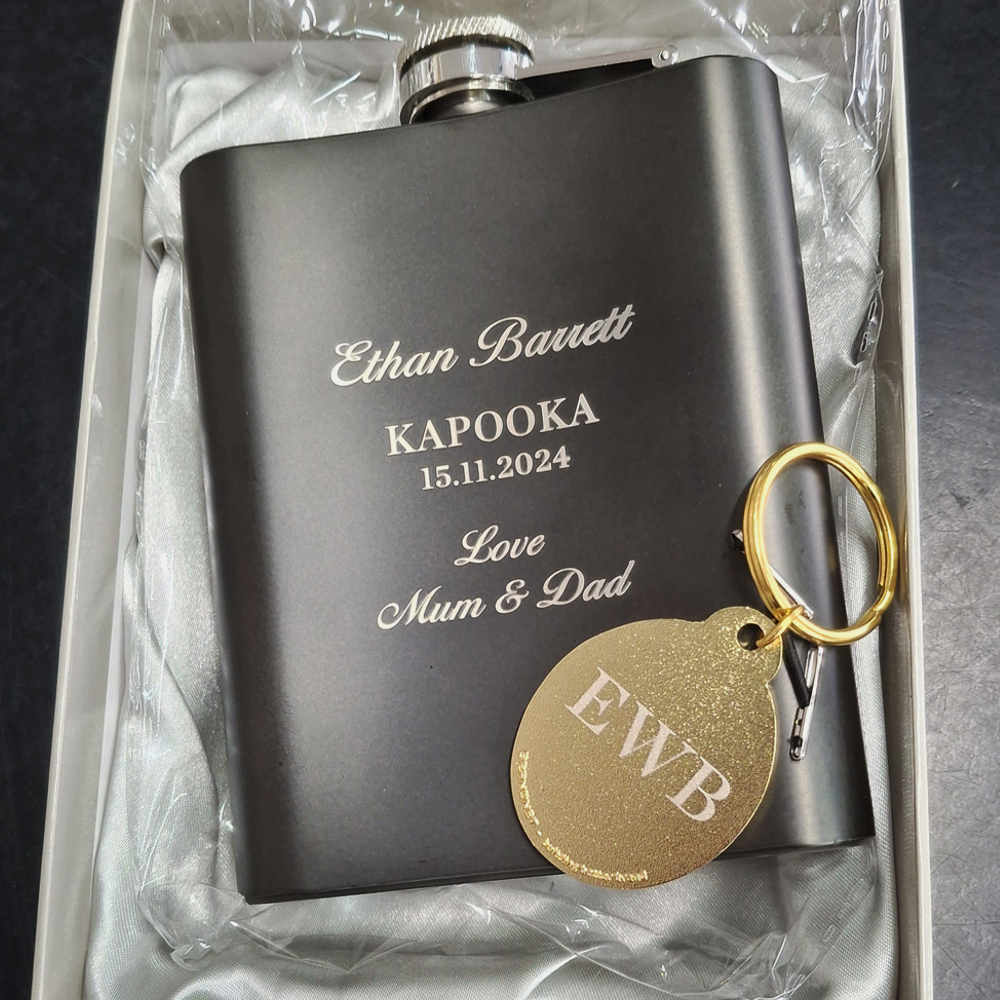 Ethan Barrett
KAPOOKA
15.11.2024
Love
Mum & Dad
EWB